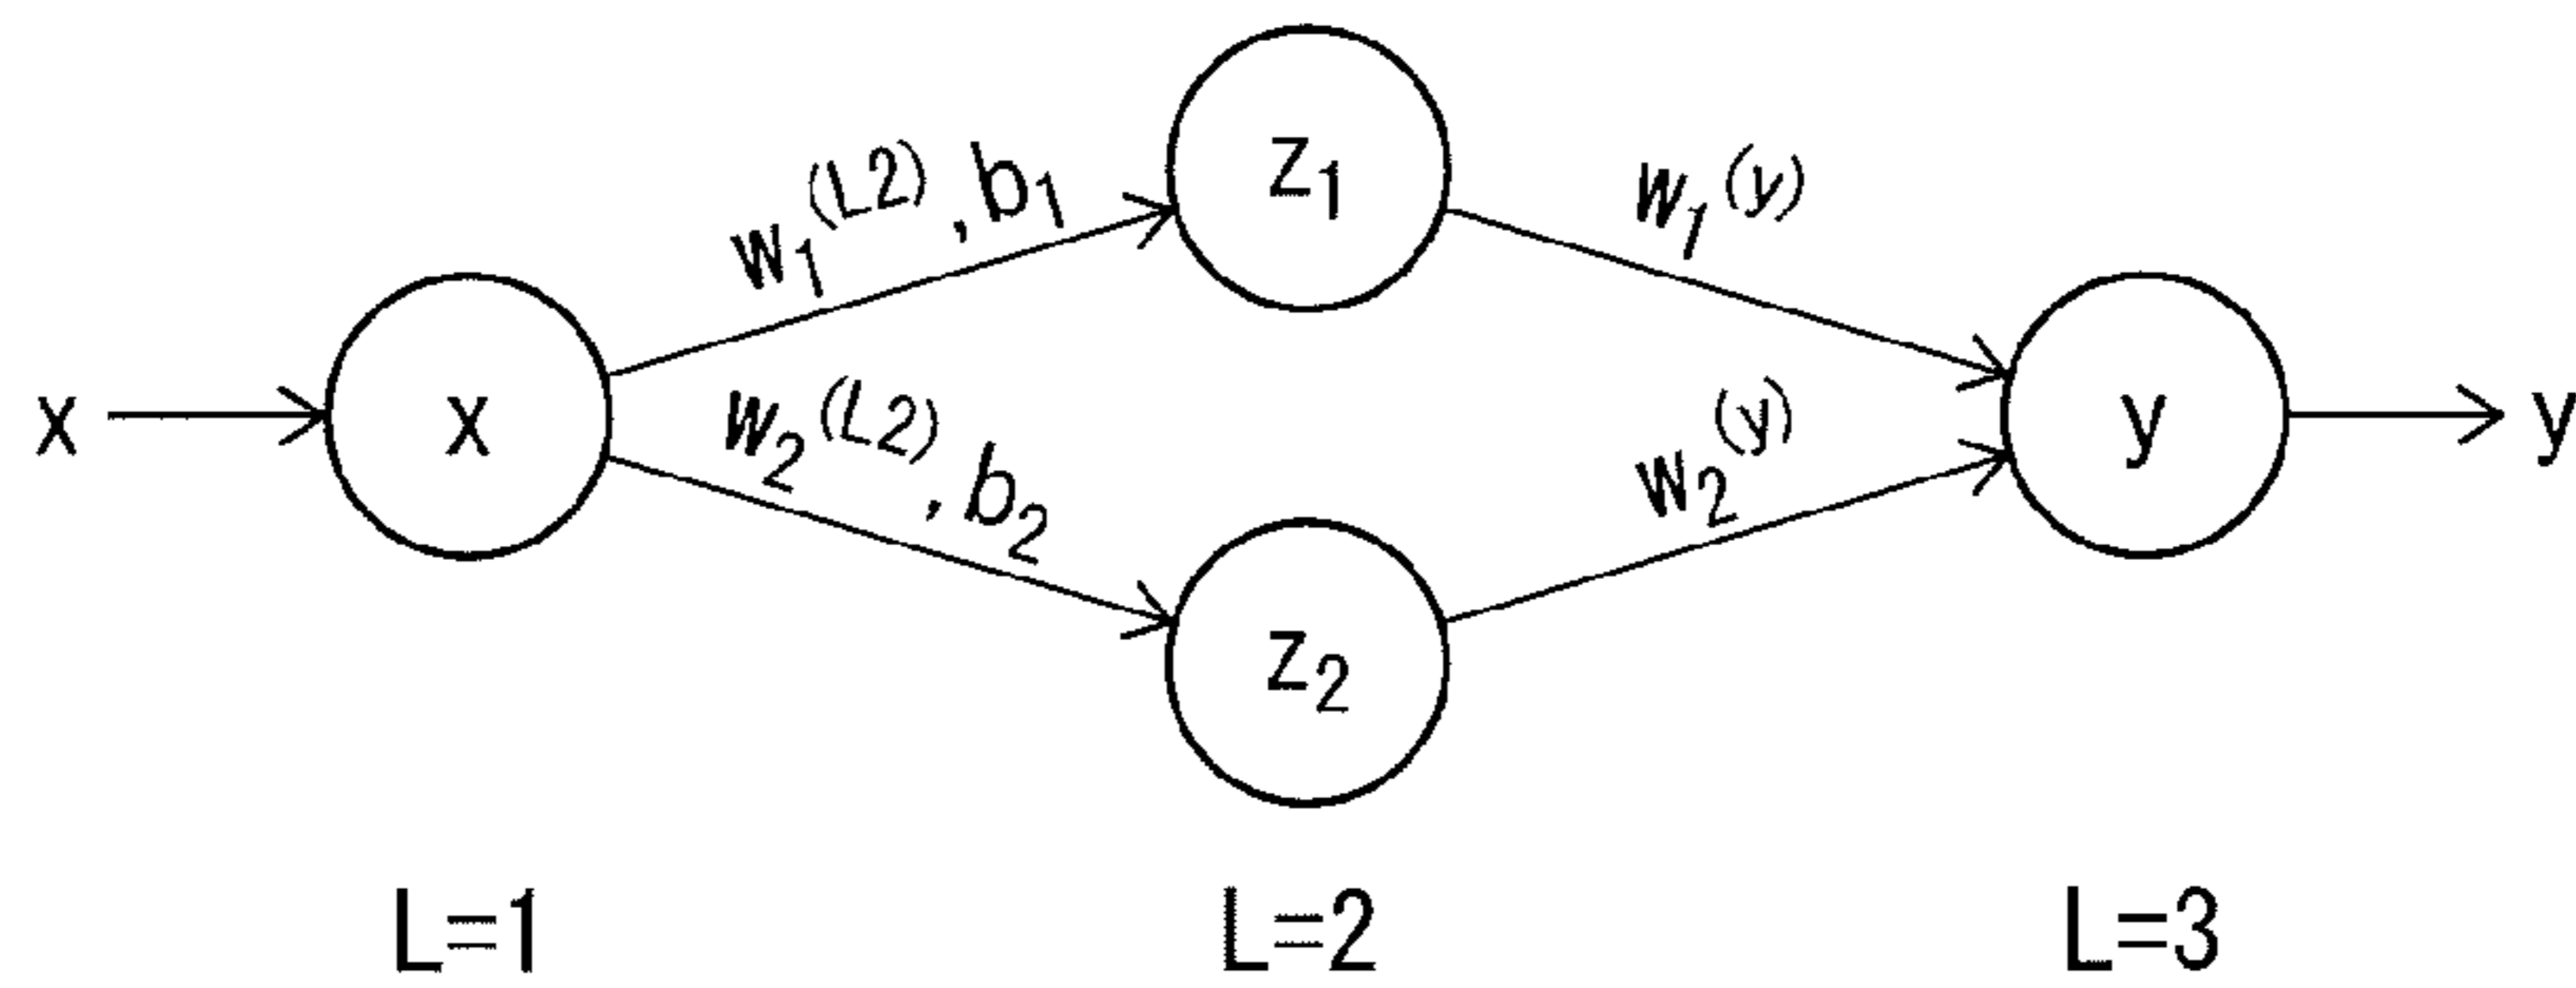 z₁
w₁⁽ᴸ²⁾, b₁
w₁⁽ʸ⁾
x
x
w₂⁽ᴸ²⁾, b₂
w₂⁽ʸ⁾
y
y
z₂
L=1
L=2
L=3